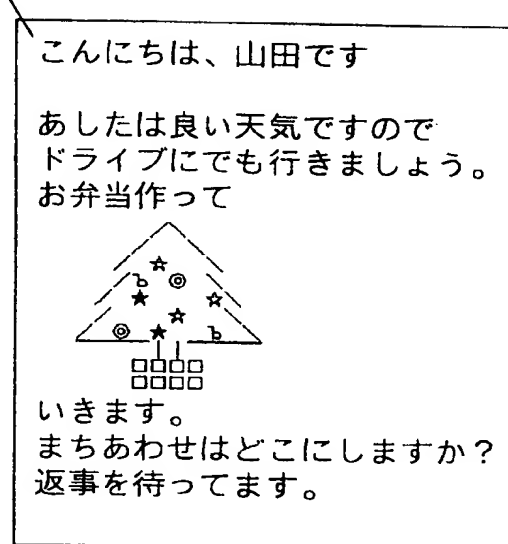 こんにちは、山田です
あしたは良い天気ですので
ドライブにでも行きましょう。
お弁当作って
☆
ь ◎
★ ☆
☆
◎ ★ ь
□□□□
□□□□
いきます。
まちあわせはどこにしますか？
返事を待ってます。